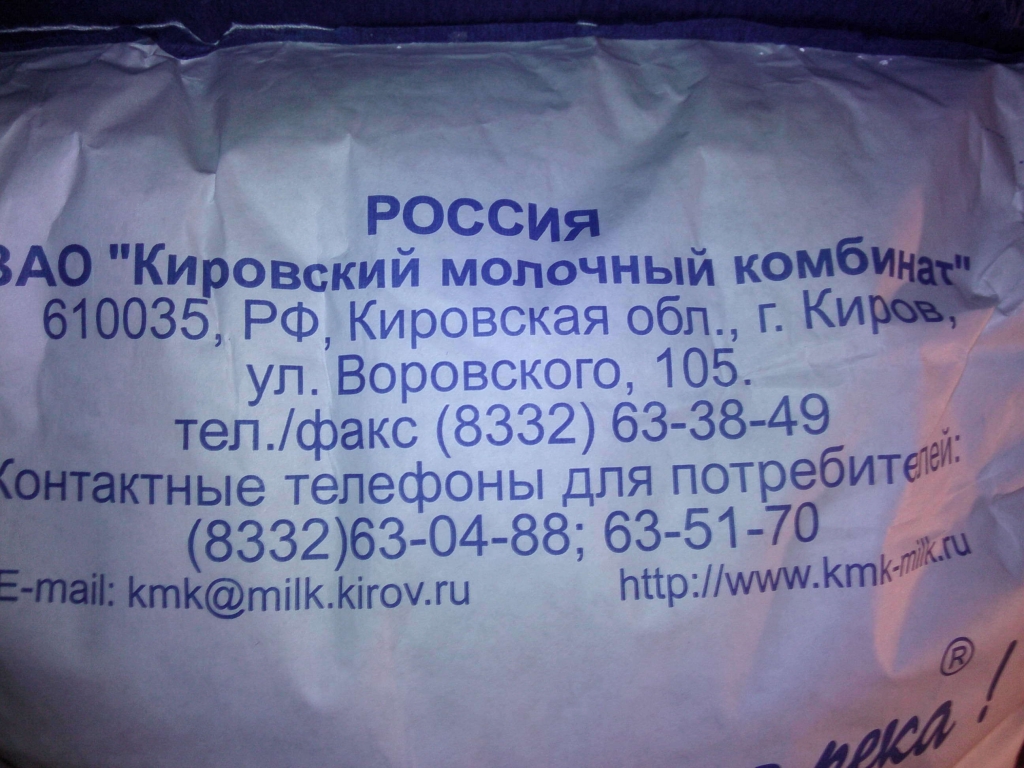 РОССИЯ
ЗАО "Кировский молочный комбинат"
610035, РФ, Кировская обл., г. Киров,
ул. Воровского, 105.
тел./факс (8332) 63-38-49
Контактные телефоны для потребителей:
(8332)63-04-88; 63-51-70
E-mail: kmk@milk.kirov.ru http://www.kmk-milk.ru
®
река !